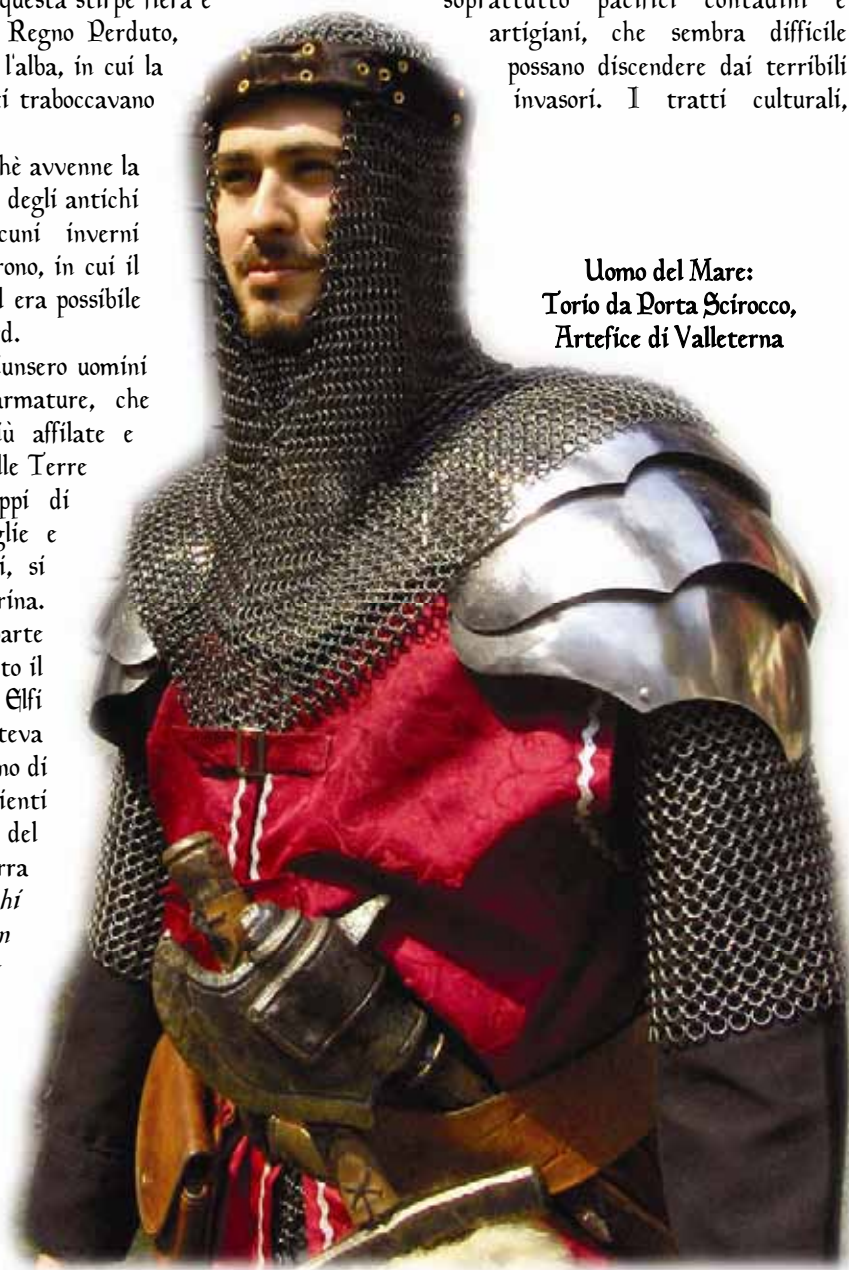 questa stirpe fiera e
Regno Perduto,
l'alba, in cui la
ti traboccavano
hè avvenne la
degli antichi
cuni inverni
rono, in cui il
d era possibile
d.
iunsero uomini
armature, che
iù affilate e
lle Terre
ppi di
glie e
i, si
rina.
arte
to il
Elfi
teva
no di
ienti
del
rra
hi
n
soprattutto pacifici contadini e
artigiani, che sembra difficile
possano discendere dai terribili
invasori. I tratti culturali,
Uomo del Mare:
Torio da Porta Scirocco,
Artefice di Valleterna